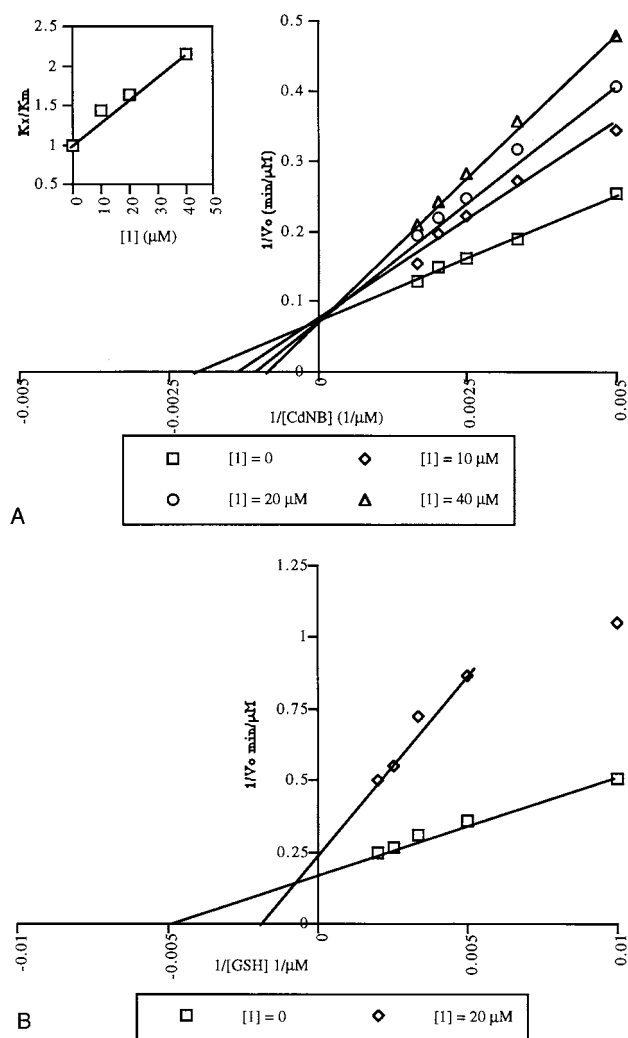 2.5
2
1.5
1
0.5
Kx/Km
0
10
20
30
40
50
[1] (µM)
0.5
0.4
0.3
0.2
0.1
0
1/Vo (min/µM)
-0.005
-0.0025
0
0.0025
0.005
1/[CdNB] (1/µM)
[1] = 0
[1] = 10 µM
[1] = 20 µM
[1] = 40 µM
A
1.25
1
0.75
0.5
0.25
0
1/Vo min/µM
-0.01
-0.005
0
0.005
0.01
1/[GSH] 1/µM
[1] = 0
[1] = 20 µM
B